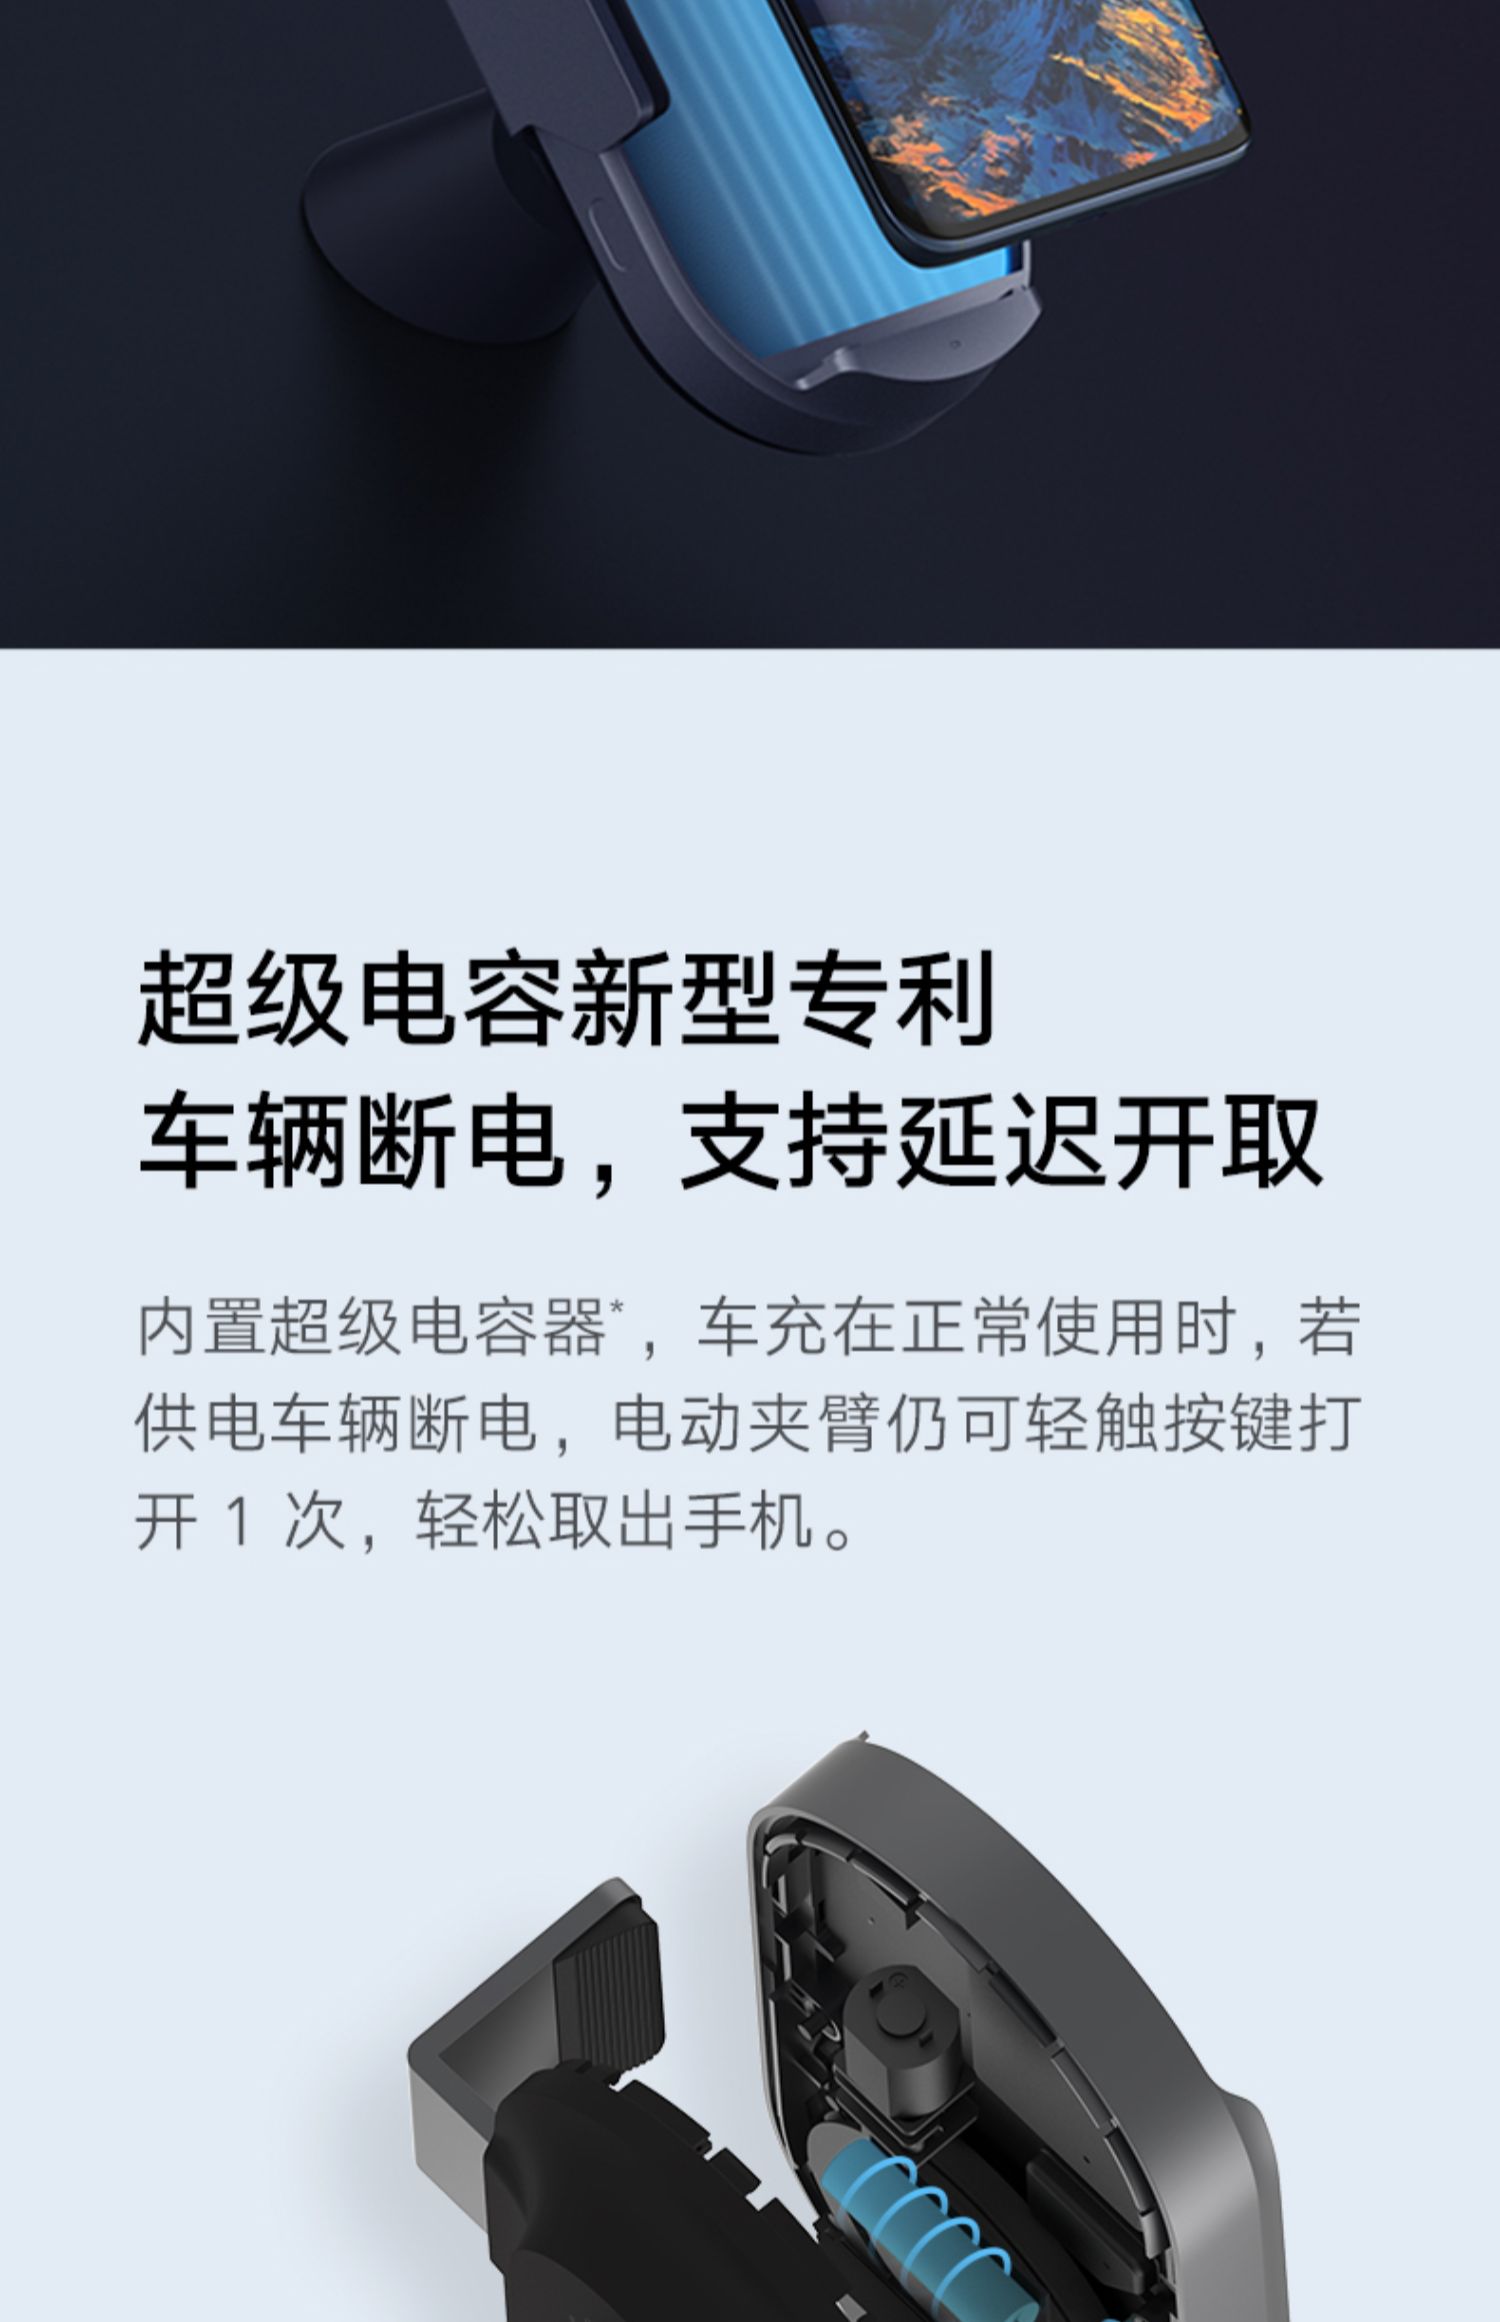 超级电容新型专利
车辆断电，支持延迟开取
内置超级电容器*，车充在正常使用时，若
供电车辆断电，电动夹臂仍可轻触按键打
开 1 次，轻松取出手机。